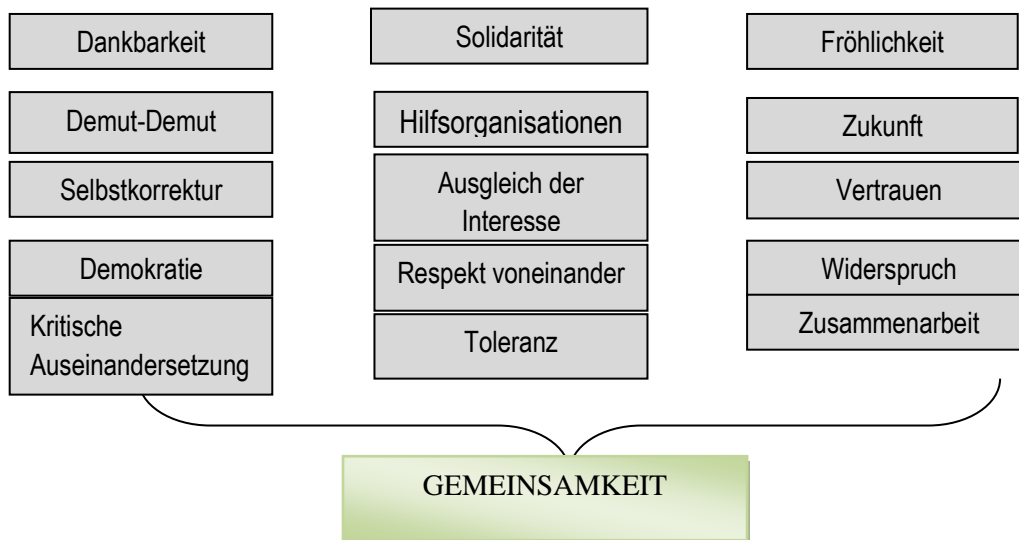 Dankbarkeit
Demut-Demut
Selbstkorrektur
Demokratie
Kritische
Auseinandersetzung
Solidarität
Hilfsorganisationen
Ausgleich der
Interesse
Respekt voneinander
Toleranz
Fröhlichkeit
Zukunft
Vertrauen
Widerspruch
Zusammenarbeit
GEMEINSAMKEIT